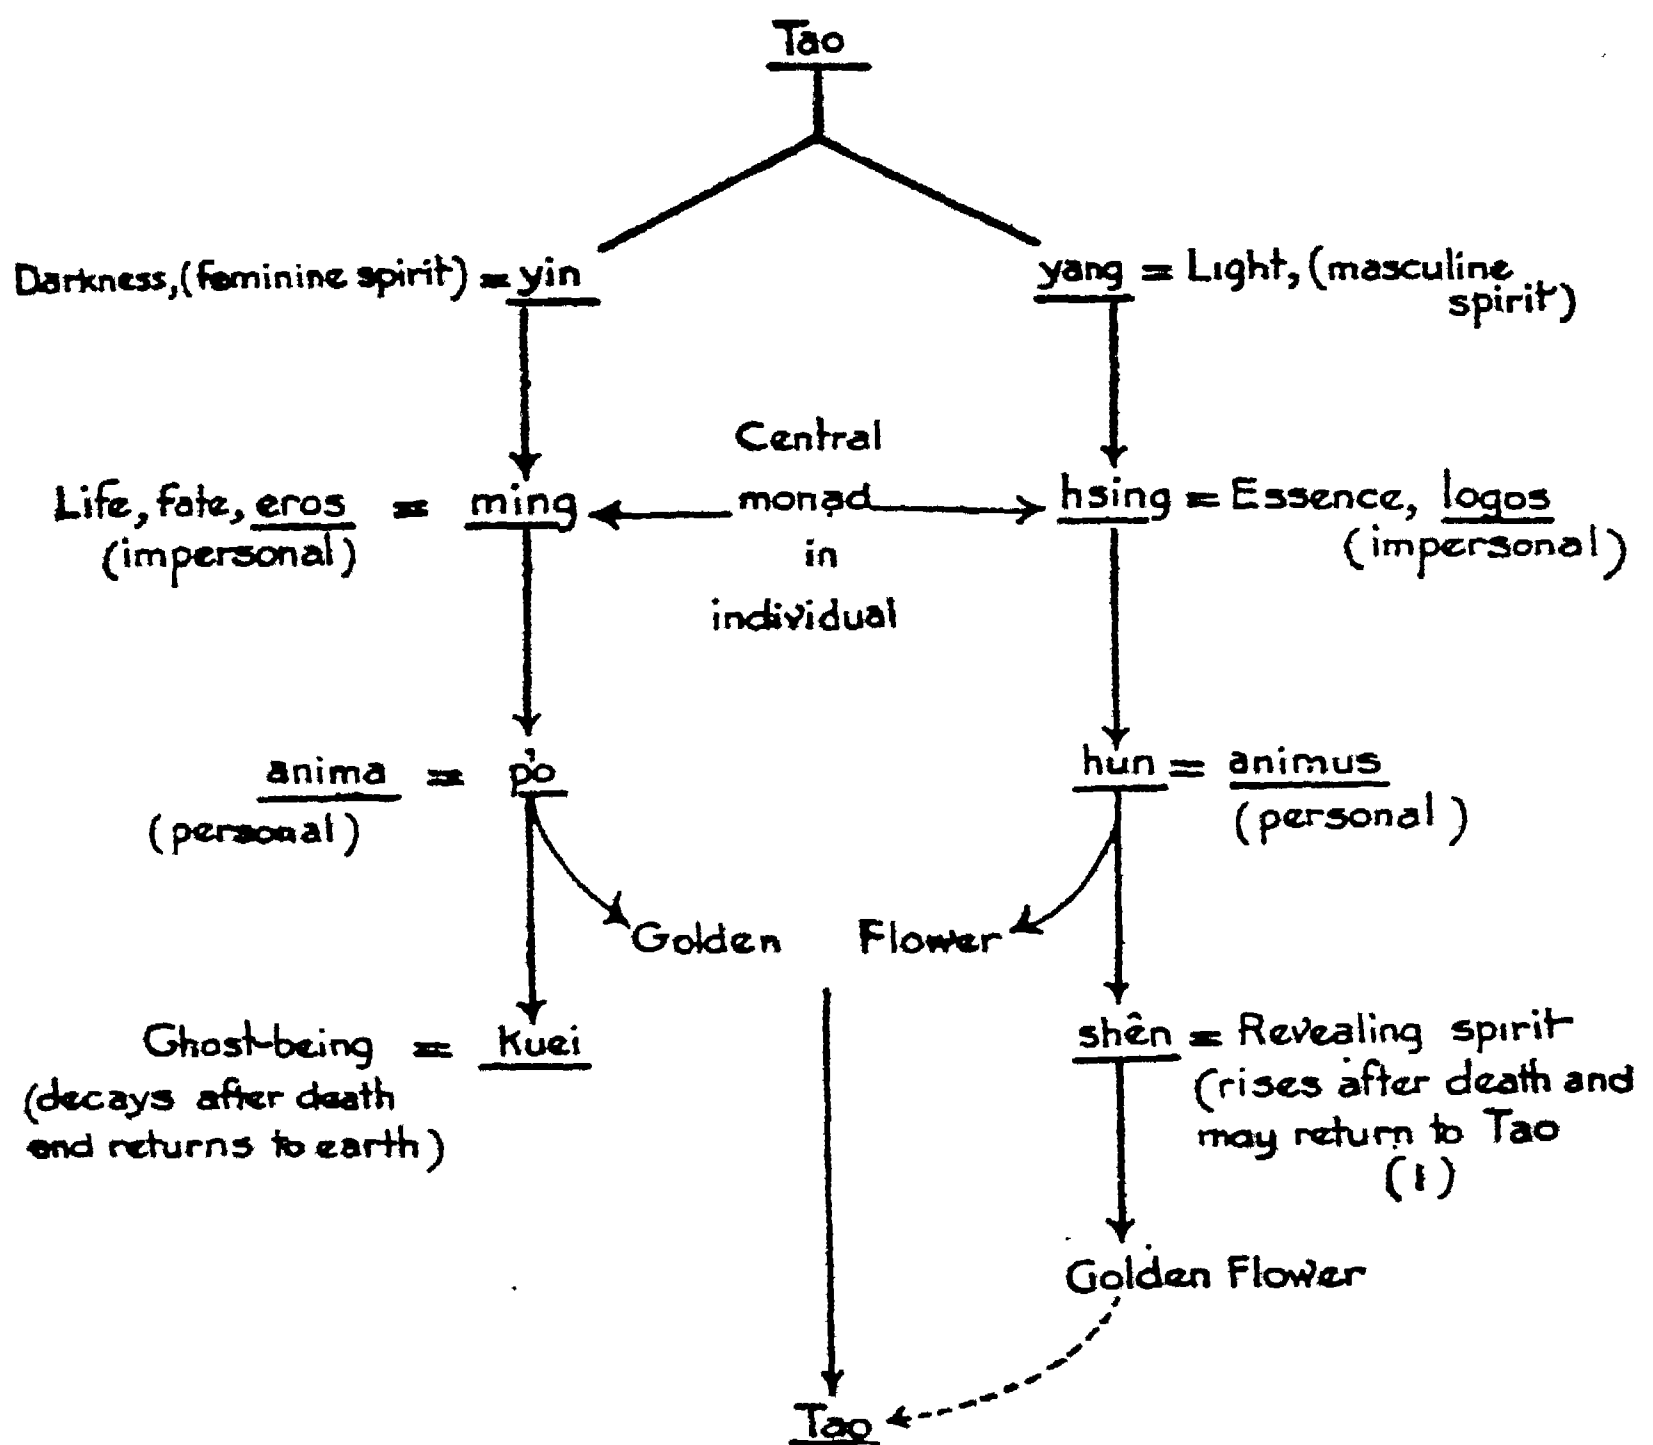 Tao
Darkness, (feminine spirit) = yin
yang = Light, (masculine
spirit)
Central
Life, fate, eros = ming
monad
hsing = Essence, logos
(impersonal)
in
(impersonal)
individual
anima = p'o
hun = animus
(personal)
(personal)
Golden Flower
Ghost-being = kuei
(decays after death
and returns to earth)
shên = Revealing spirit
(rises after death and
may return to Tao
(1)
Golden Flower
Tao